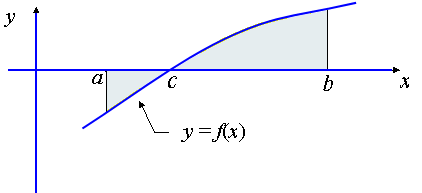 y
a c b x
y = f(x)